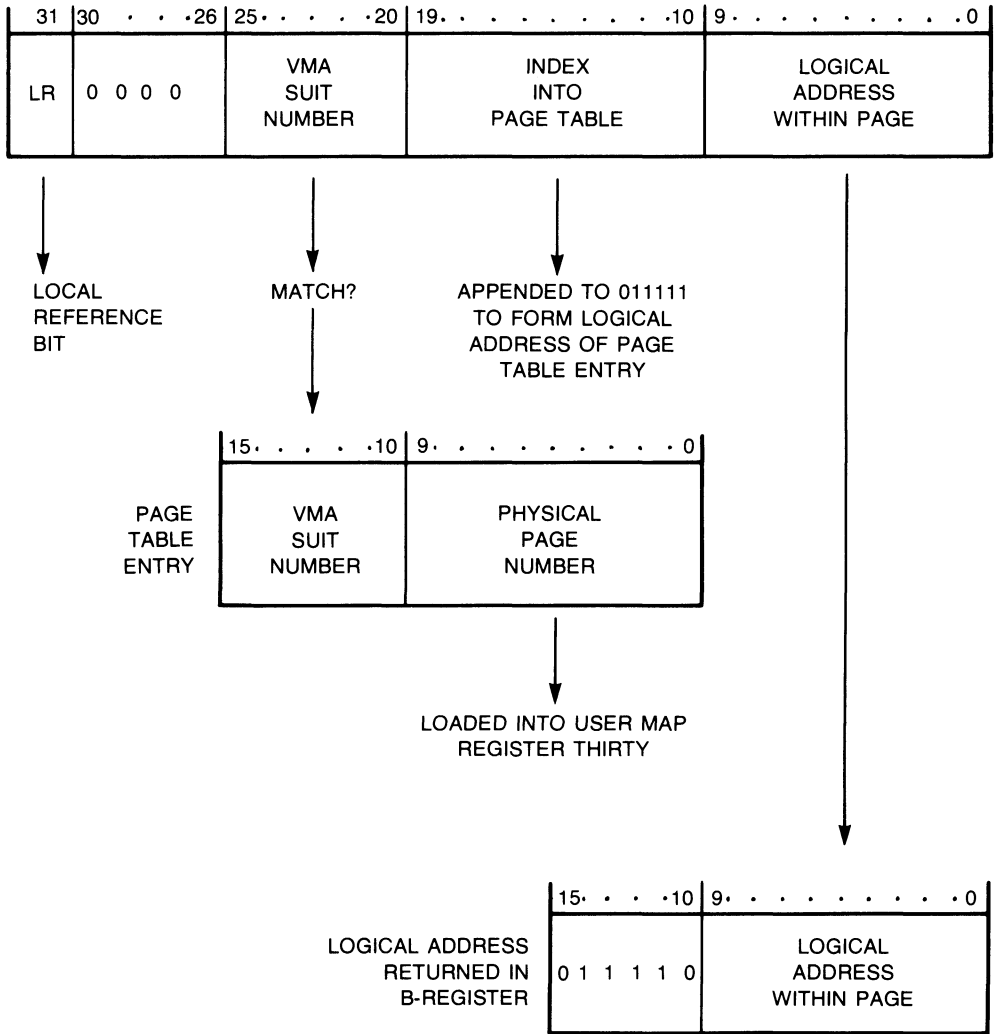 31 30 · · ·26 25· · · ·20 19· · · · · · · · ·10 9· · · · · · · · ·0
LR 0 0 0 0
VMA
SUIT
NUMBER
INDEX
INTO
PAGE TABLE
LOGICAL
ADDRESS
WITHIN PAGE
LOCAL
REFERENCE
BIT
MATCH?
APPENDED TO 011111
TO FORM LOGICAL
ADDRESS OF PAGE
TABLE ENTRY
15· · · · ·10 9· · · · · · · · · 0
PAGE
TABLE
ENTRY
VMA
SUIT
NUMBER
PHYSICAL
PAGE
NUMBER
LOADED INTO USER MAP
REGISTER THIRTY
15· · · ·10 9· · · · · · · · · 0
LOGICAL ADDRESS
RETURNED IN
B-REGISTER
0 1 1 1 1 0
LOGICAL
ADDRESS
WITHIN PAGE